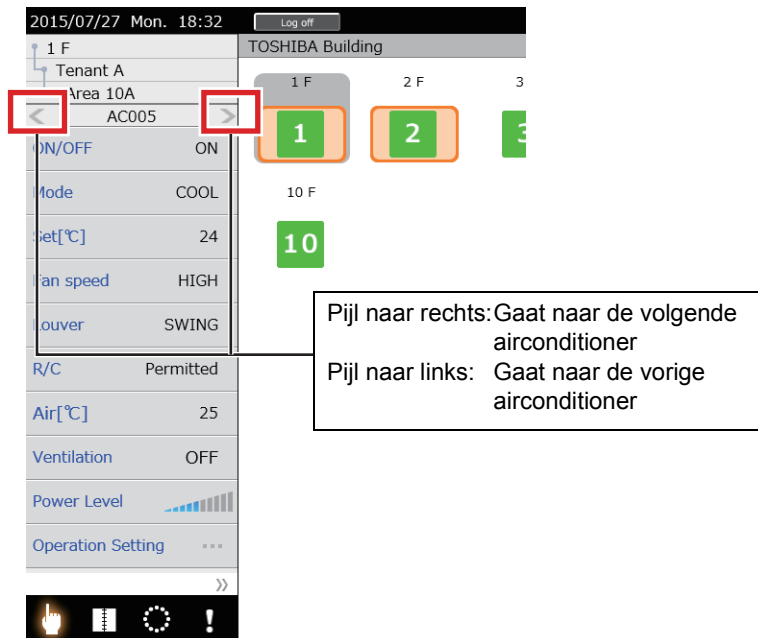 2015/07/27 Mon. 18:32 Log off
TOSHIBA Building
1 F
Tenant A
Area 10A
< AC005 >
ON/OFF ON
Mode COOL
Set[℃] 24
Fan speed HIGH
Louver SWING
R/C Permitted
Air[℃] 25
Ventilation OFF
Power Level
Operation Setting ...
»
1 F 2 F 3
1 2 3
10 F
10
Pijl naar rechts:Gaat naar de volgende
airconditioner
Pijl naar links: Gaat naar de vorige
airconditioner
!